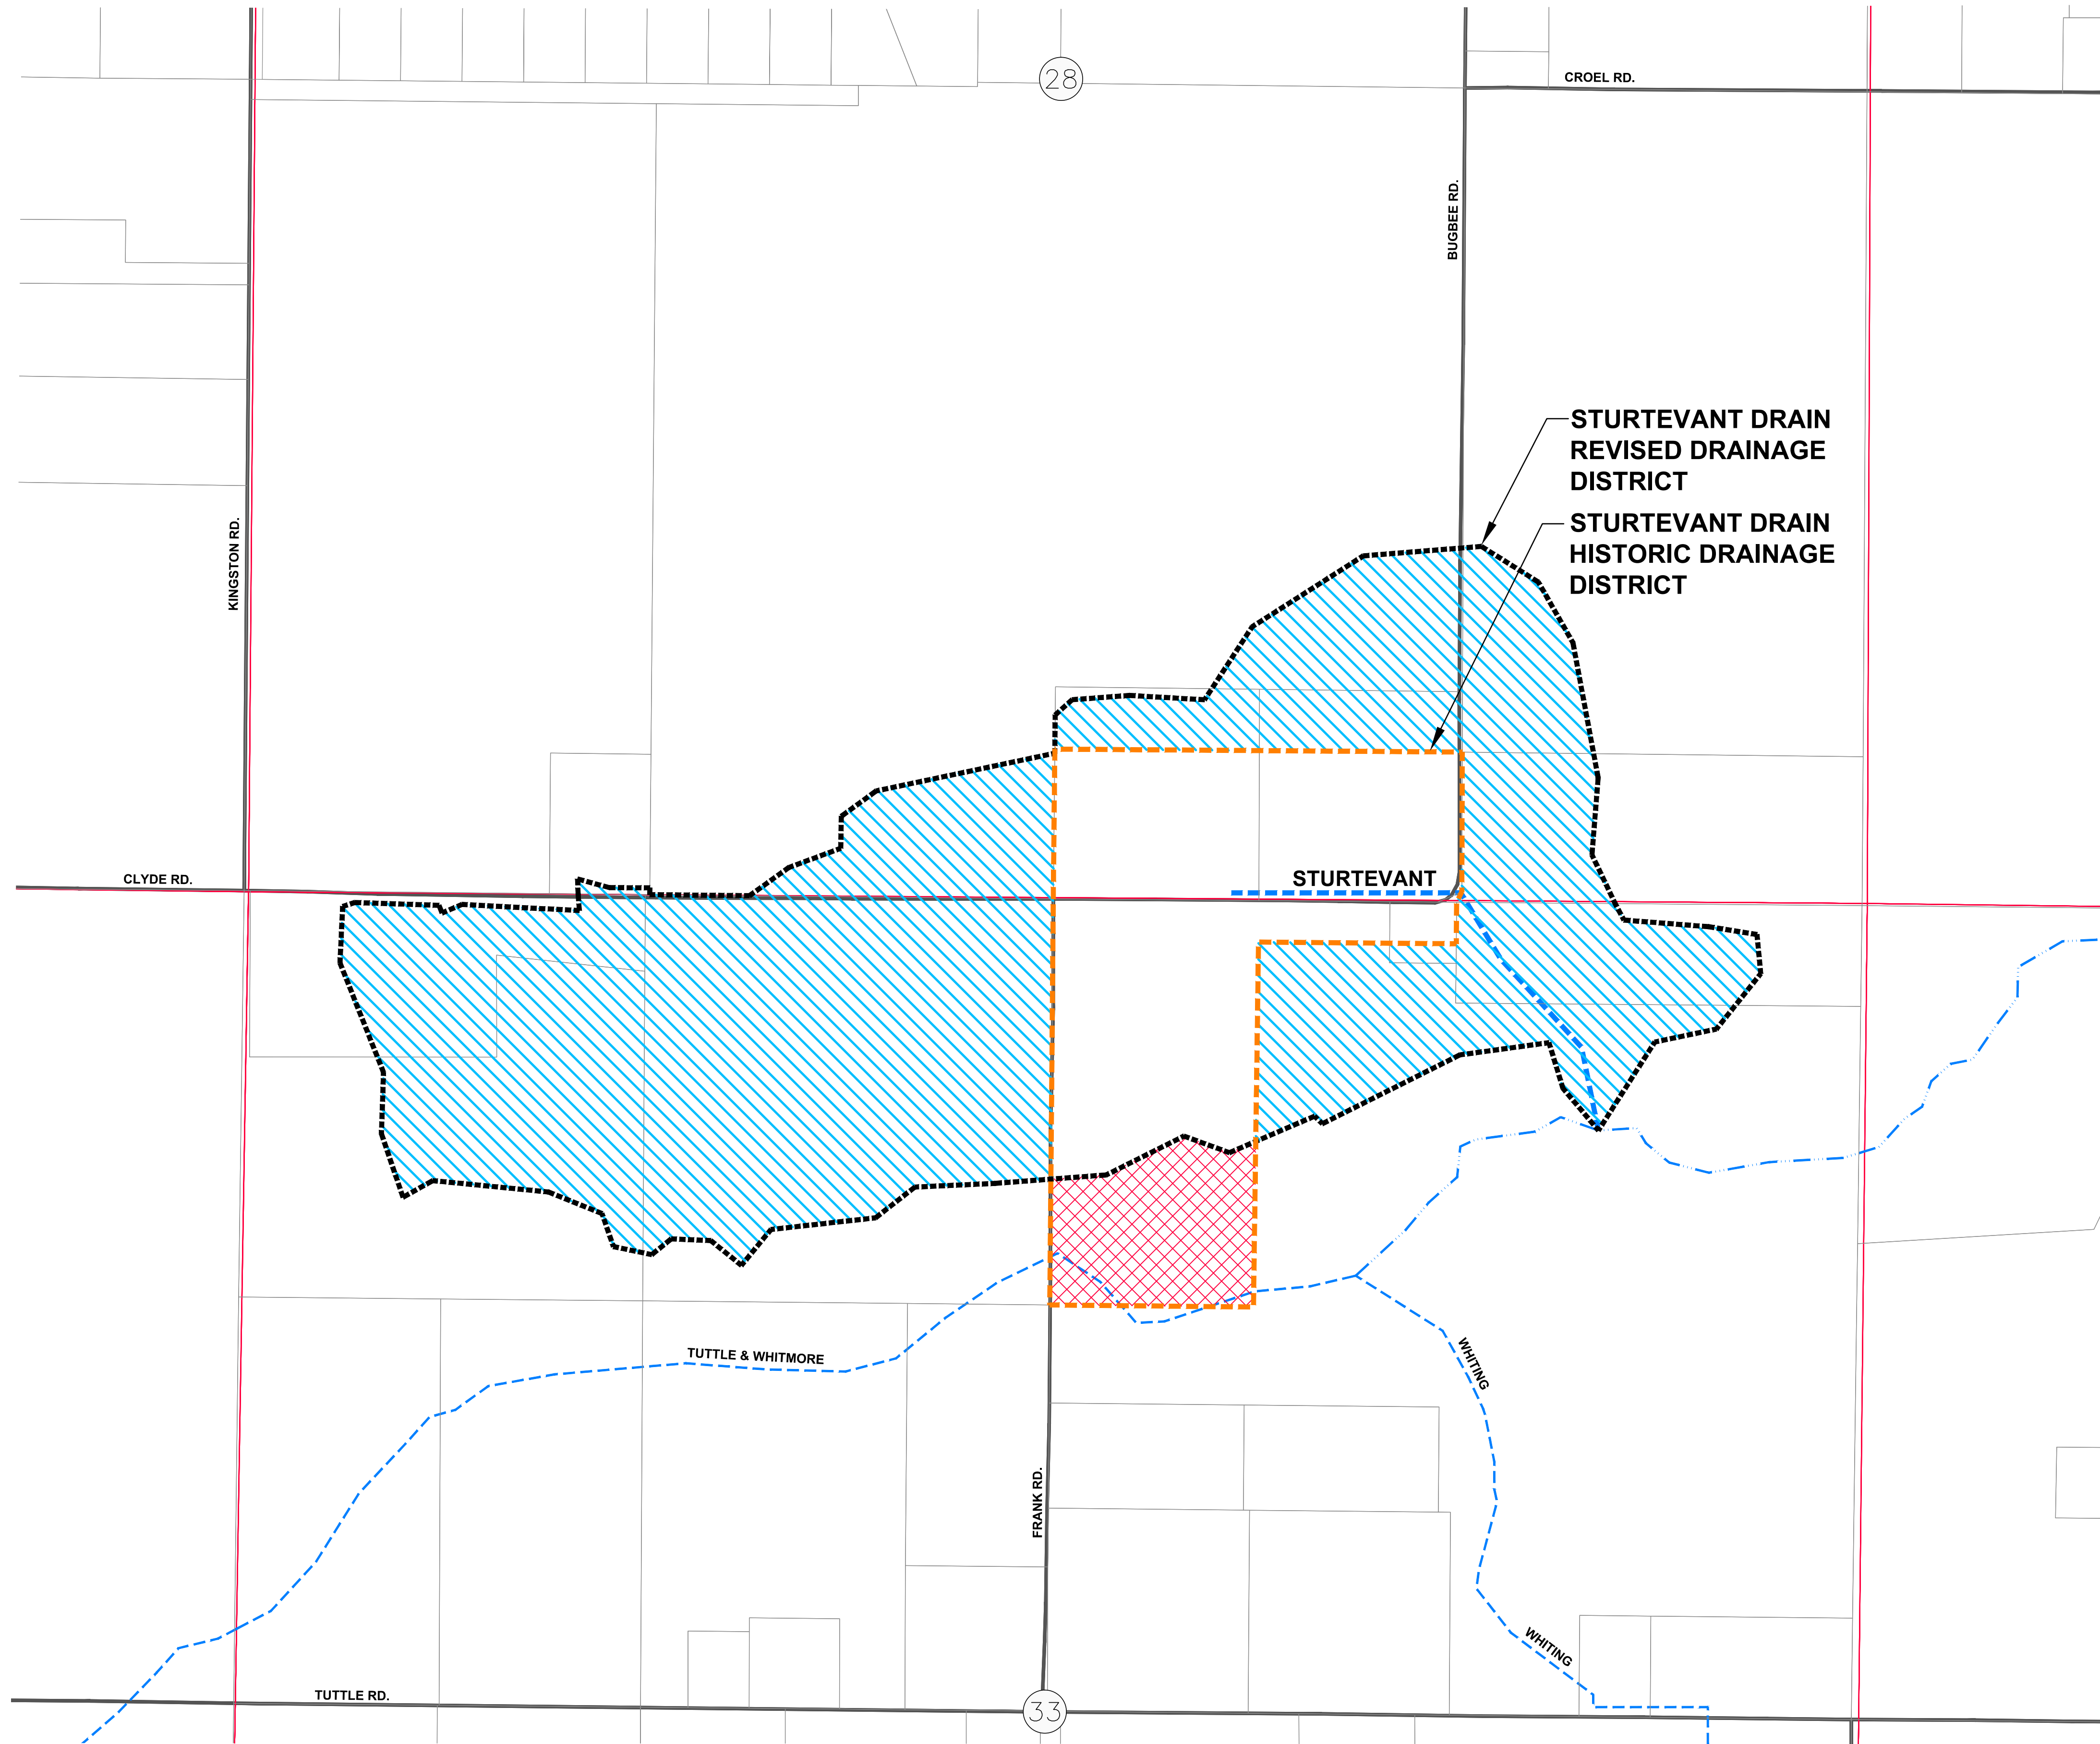 28
CROEL RD.
BUGBEE RD.
STURTEVANT DRAIN
REVISED DRAINAGE
DISTRICT
STURTEVANT DRAIN
HISTORIC DRAINAGE
DISTRICT
KINGSTON RD.
CLYDE RD.
STURTEVANT
TUTTLE & WHITMORE
WHITING
FRANK RD.
WHITING
TUTTLE RD.
33